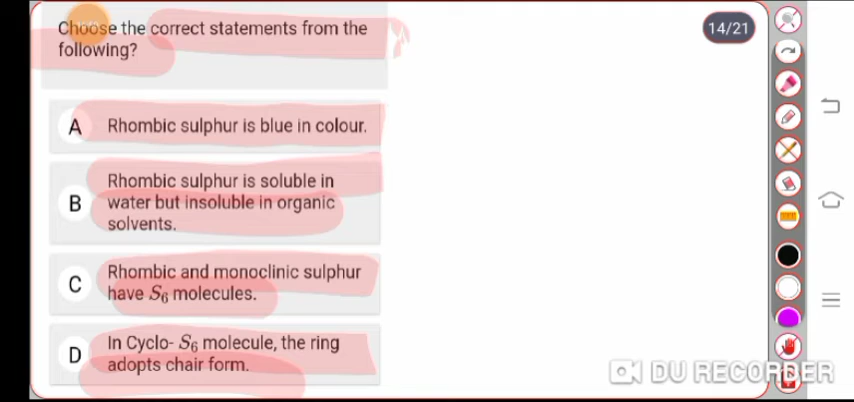 Choose the correct statements from the
following?
14/21
A Rhombic sulphur is blue in colour.
Rhombic sulphur is soluble in
B water but insoluble in organic
solvents.
Rhombic and monoclinic sulphur
C have S₆ molecules.
In Cyclo- S₆ molecule, the ring
D adopts chair form.
DU RECORDER